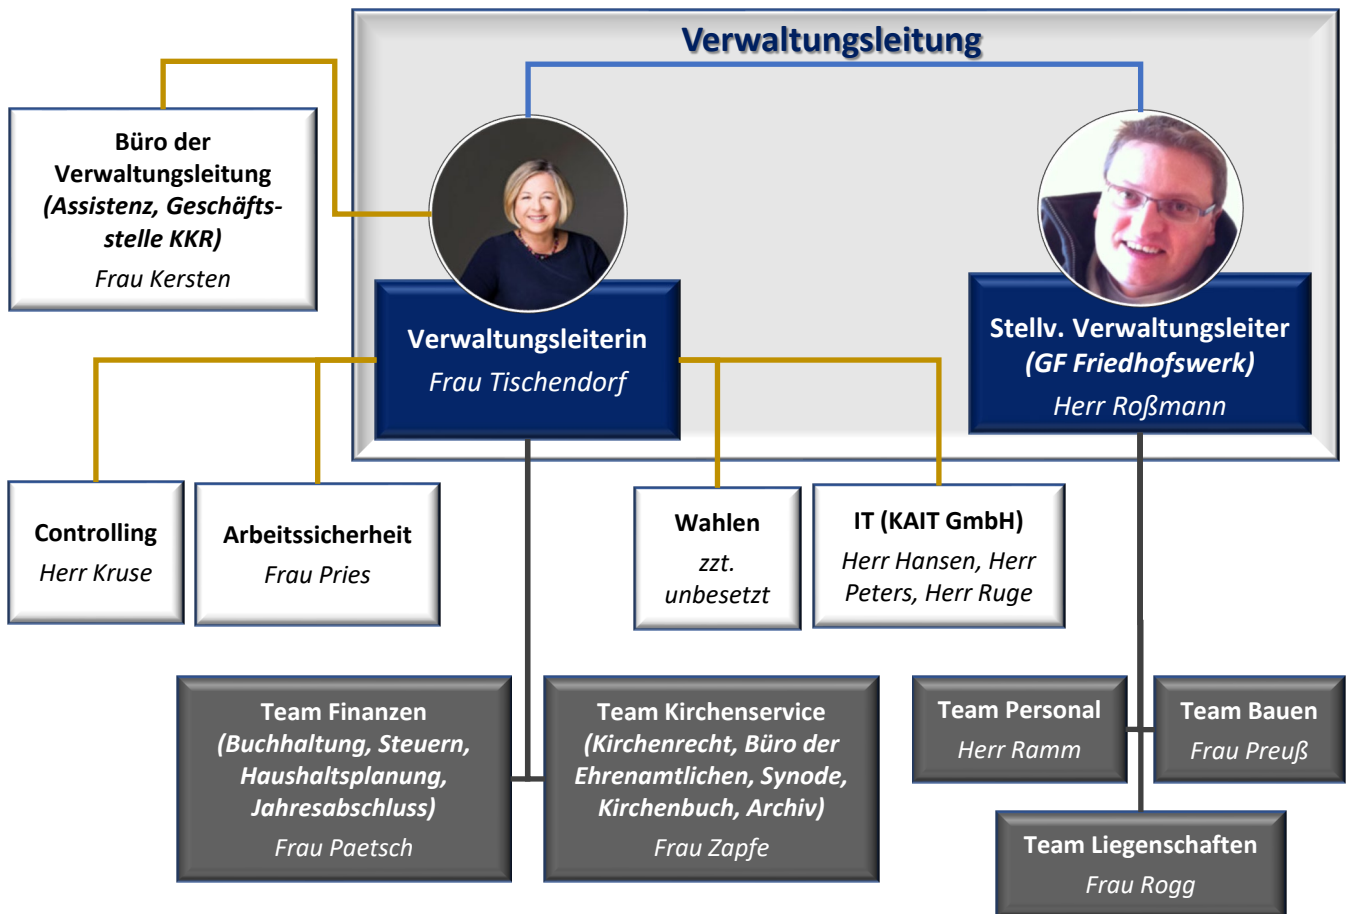 Verwaltungsleitung
Büro der
Verwaltungsleitung
(Assistenz, Geschäfts-
stelle KKR)
Frau Kersten
Verwaltungsleiterin
Frau Tischendorf
Stellv. Verwaltungsleiter
(GF Friedhofswerk)
Herr Roßmann
Controlling
Herr Kruse
Arbeitssicherheit
Frau Pries
Wahlen
zzt.
unbesetzt
IT (KAIT GmbH)
Herr Hansen, Herr
Peters, Herr Ruge
Team Finanzen
(Buchhaltung, Steuern,
Haushaltsplanung,
Jahresabschluss)
Frau Paetsch
Team Kirchenservice
(Kirchenrecht, Büro der
Ehrenamtlichen, Synode,
Kirchenbuch, Archiv)
Frau Zapfe
Team Personal
Herr Ramm
Team Bauen
Frau Preuß
Team Liegenschaften
Frau Rogg